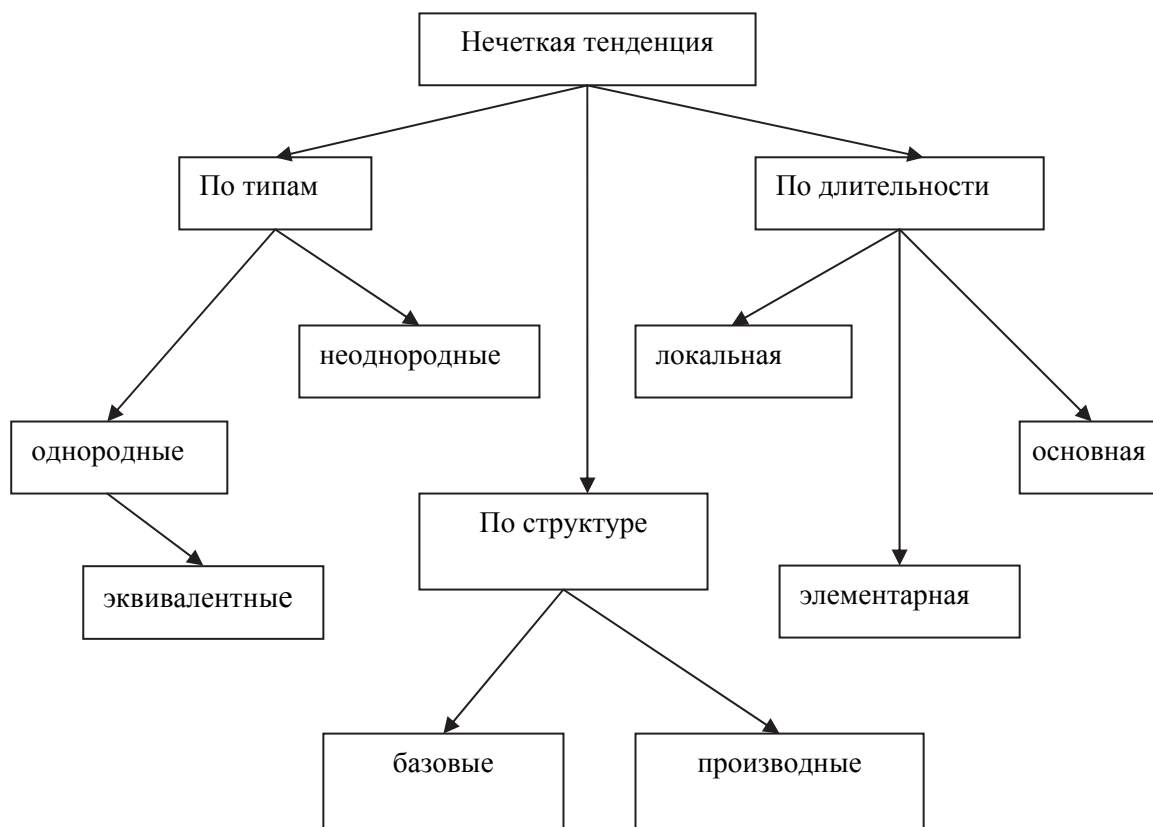 Нечеткая тенденция
По типам
По длительности
неоднородные
локальная
однородные
основная
По структуре
эквивалентные
элементарная
базовые
производные